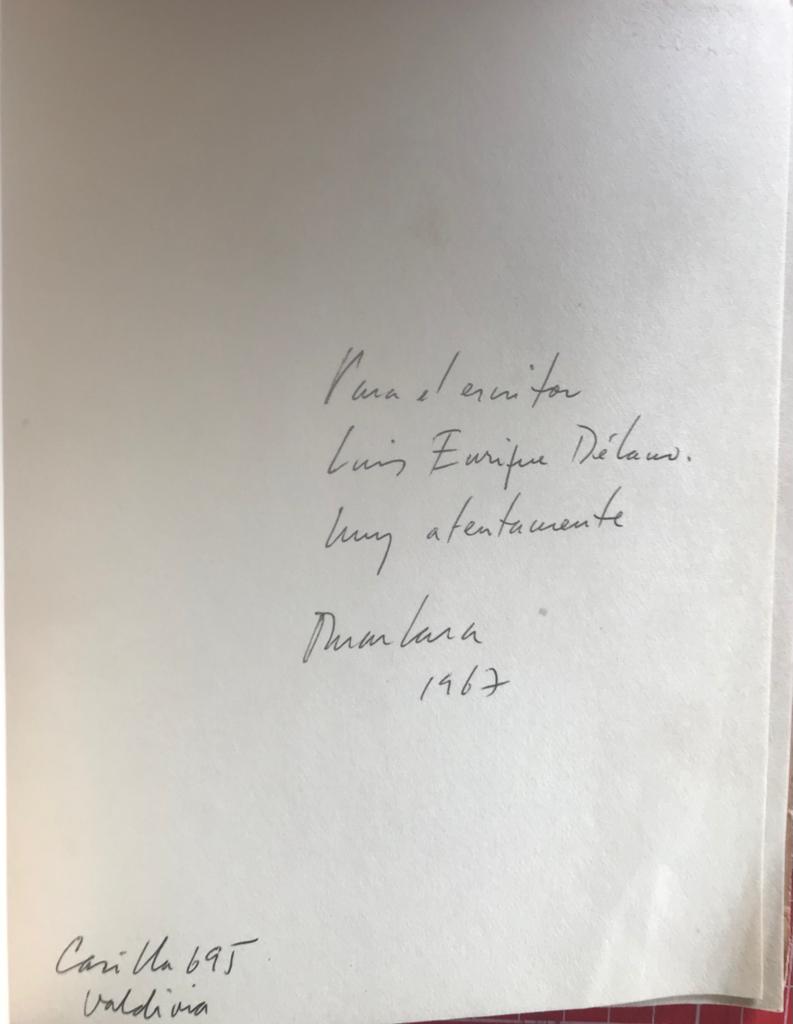 Para el escritor
Luis Enrique Délano.
Muy atentamente
Omar Lara
1967
Casilla 695
Valdivia